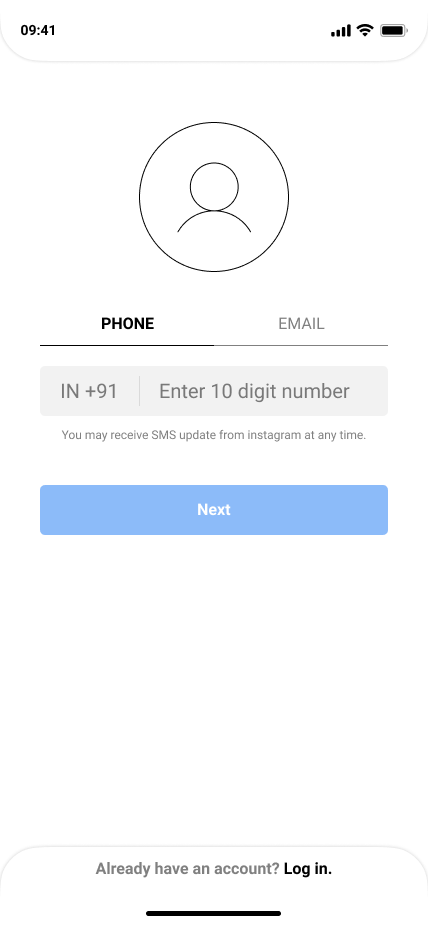 09:41
PHONE
EMAIL
IN +91 Enter 10 digit number
You may receive SMS update from instagram at any time.
Next
Already have an account? Log in.